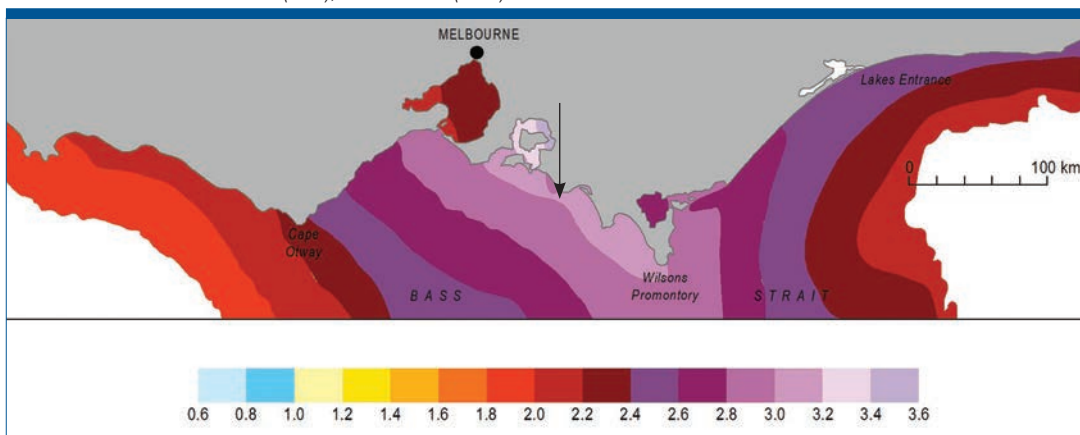 MELBOURNE
Lakes Entrance
0 100 km
Cape
Otway
BASS STRAIT
Wilsons
Promontory
0.6 0.8 1.0 1.2 1.4 1.6 1.8 2.0 2.2 2.4 2.6 2.8 3.0 3.2 3.4 3.6